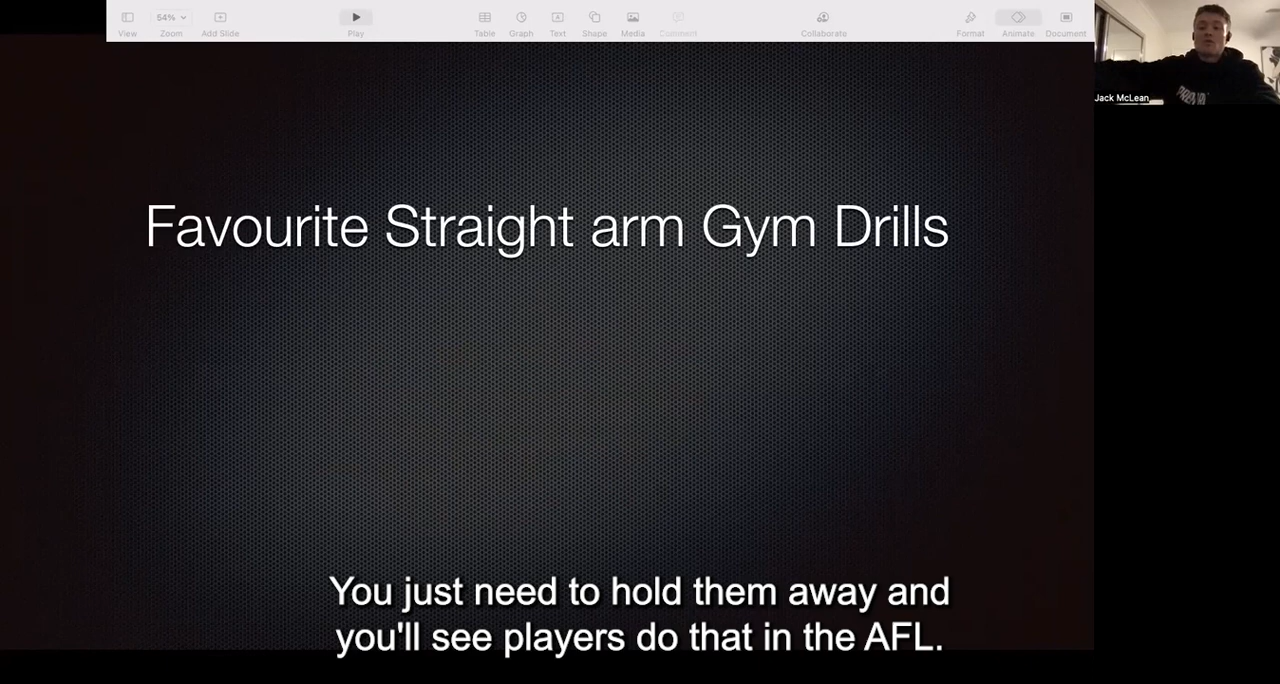 54%
View
Zoom
Add Slide
Play
Table
Graph
Text
Shape
Media
Comment
Collaborate
Format
Animate
Document
Jack McLean
Favourite Straight arm Gym Drills
You just need to hold them away and
you'll see players do that in the AFL.